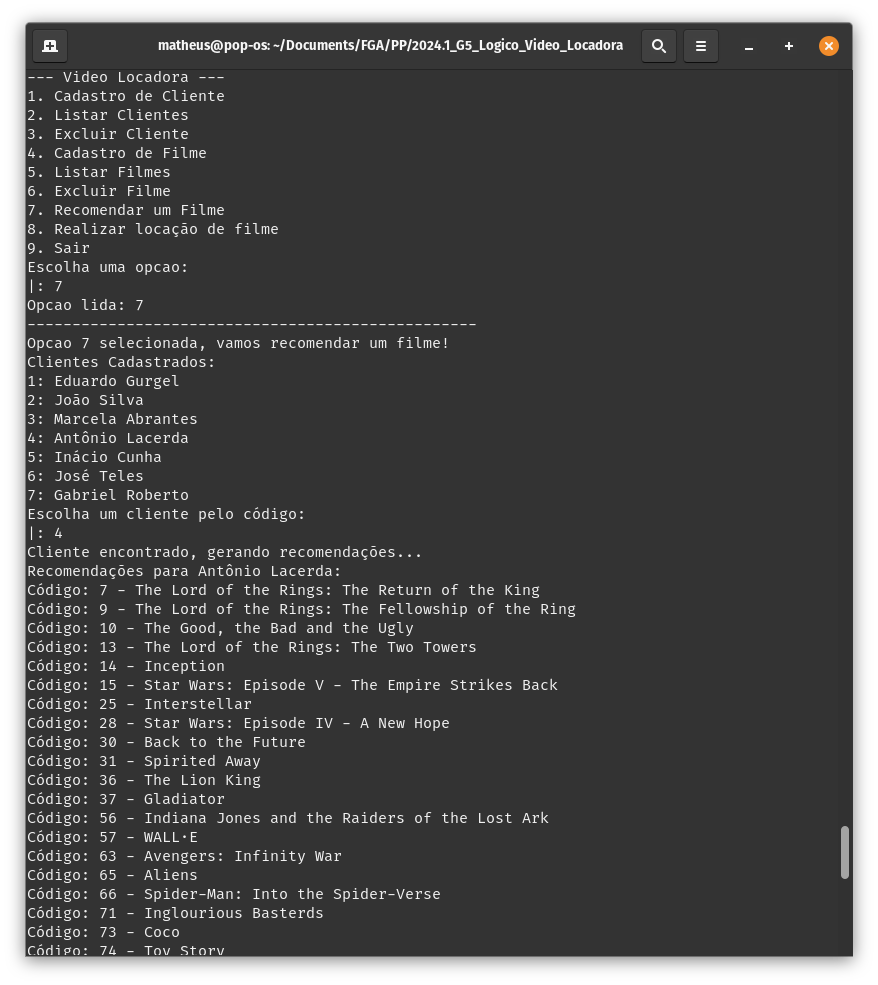 matheus@pop-os: ~/Documents/FGA/PP/2024.1_G5_Logico_Video_Locadora
--- Video Locadora ---
1. Cadastro de Cliente
2. Listar Clientes
3. Excluir Cliente
4. Cadastro de Filme
5. Listar Filmes
6. Excluir Filme
7. Recomendar um Filme
8. Realizar locação de filme
9. Sair
Escolha uma opcao:
|: 7
Opcao lida: 7
--------------------------------------------------
Opcao 7 selecionada, vamos recomendar um filme!
Clientes Cadastrados:
1: Eduardo Gurgel
2: João Silva
3: Marcela Abrantes
4: Antônio Lacerda
5: Inácio Cunha
6: José Teles
7: Gabriel Roberto
Escolha um cliente pelo código:
|: 4
Cliente encontrado, gerando recomendações...
Recomendações para Antônio Lacerda:
Código: 7 - The Lord of the Rings: The Return of the King
Código: 9 - The Lord of the Rings: The Fellowship of the Ring
Código: 10 - The Good, the Bad and the Ugly
Código: 13 - The Lord of the Rings: The Two Towers
Código: 14 - Inception
Código: 15 - Star Wars: Episode V - The Empire Strikes Back
Código: 25 - Interstellar
Código: 28 - Star Wars: Episode IV - A New Hope
Código: 30 - Back to the Future
Código: 31 - Spirited Away
Código: 36 - The Lion King
Código: 37 - Gladiator
Código: 56 - Indiana Jones and the Raiders of the Lost Ark
Código: 57 - WALL·E
Código: 63 - Avengers: Infinity War
Código: 65 - Aliens
Código: 66 - Spider-Man: Into the Spider-Verse
Código: 71 - Inglourious Basterds
Código: 73 - Coco
Código: 74 - Toy Story